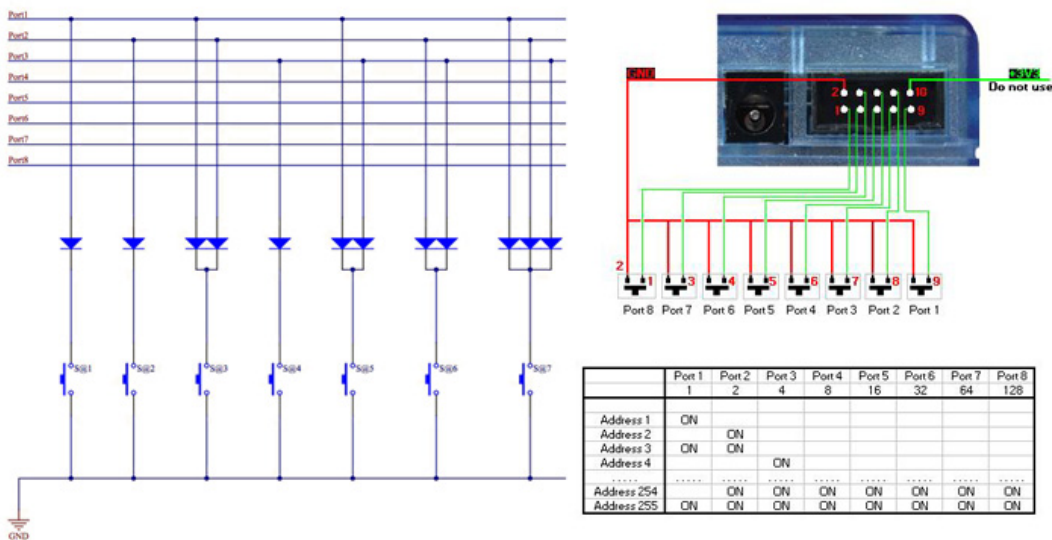 Port1
Port2
Port3
Port4
Port5
Port6
Port7
Port8
S@1
S@2
S@3
S@4
S@5
S@6
S@7
GND
GND
+3V3
Do not use
2
10
1
9
2
1
3
4
5
6
7
8
9
Port 8 Port 7 Port 6 Port 5 Port 4 Port 3 Port 2 Port 1
Port 1 Port 2 Port 3 Port 4 Port 5 Port 6 Port 7 Port 8
1 2 4 8 16 32 64 128
Address 1 ON
Address 2 ON
Address 3 ON ON
Address 4 ON
..... ..... ..... ..... ..... ..... ..... ..... .....
Address 254 ON ON ON ON ON ON ON
Address 255 ON ON ON ON ON ON ON ON